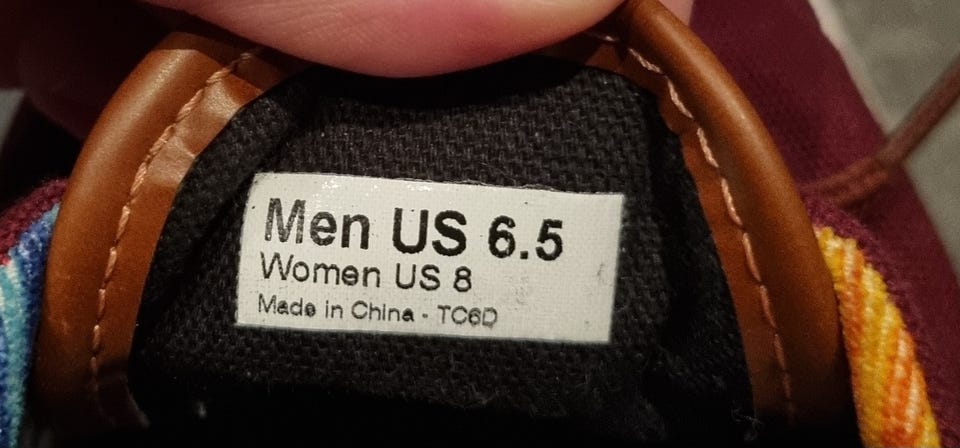 Men US 6.5
Women US 8
Made in China - TC6D